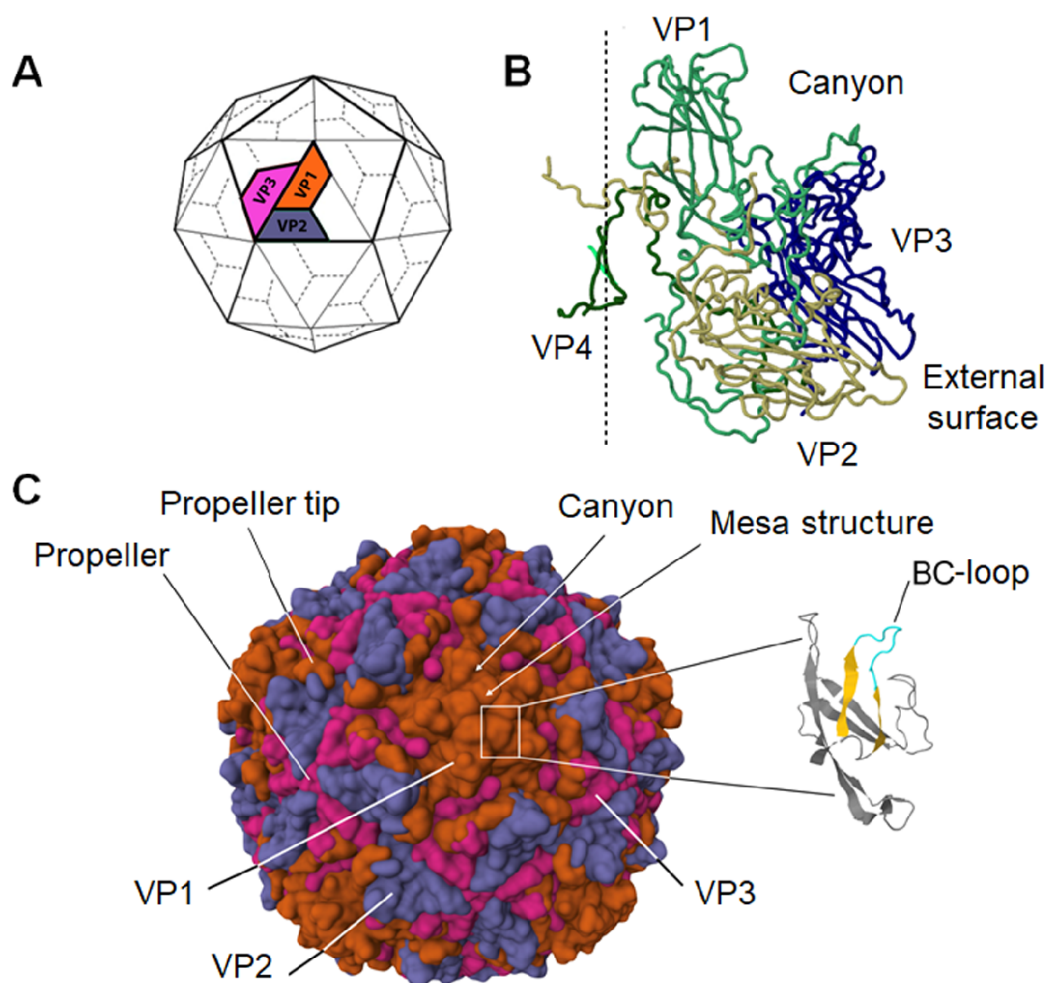 A
VP3
VP1
VP2
B
VP1
Canyon
VP3
VP4
External
surface
VP2
C
Propeller tip
Propeller
Canyon
Mesa structure
BC-loop
VP1
VP2
VP3